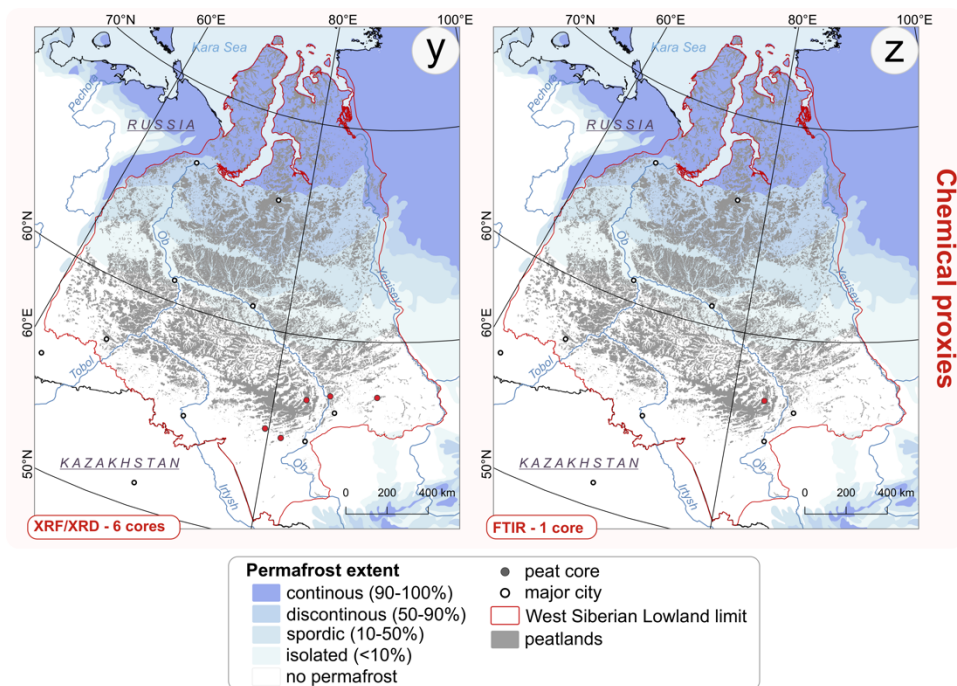 70°N 60°E 80°E 100°E
70°N 60°E 80°E 100°E
Kara Sea
y
Kara Sea
z
Pechora
Pechora
RUSSIA
RUSSIA
60°N
60°N
Ob
Ob
Yenisey
Yenisey
Chemical proxies
60°E
60°E
Tobol
Tobol
50°N
50°N
KAZAKHSTAN
KAZAKHSTAN
Ob
Ob
Irtysh
Irtysh
0 200 400 km
0 200 400 km
XRF/XRD - 6 cores
FTIR - 1 core
Permafrost extent
continous (90-100%)
discontinous (50-90%)
spordic (10-50%)
isolated (<10%)
no permafrost
peat core
major city
West Siberian Lowland limit
peatlands